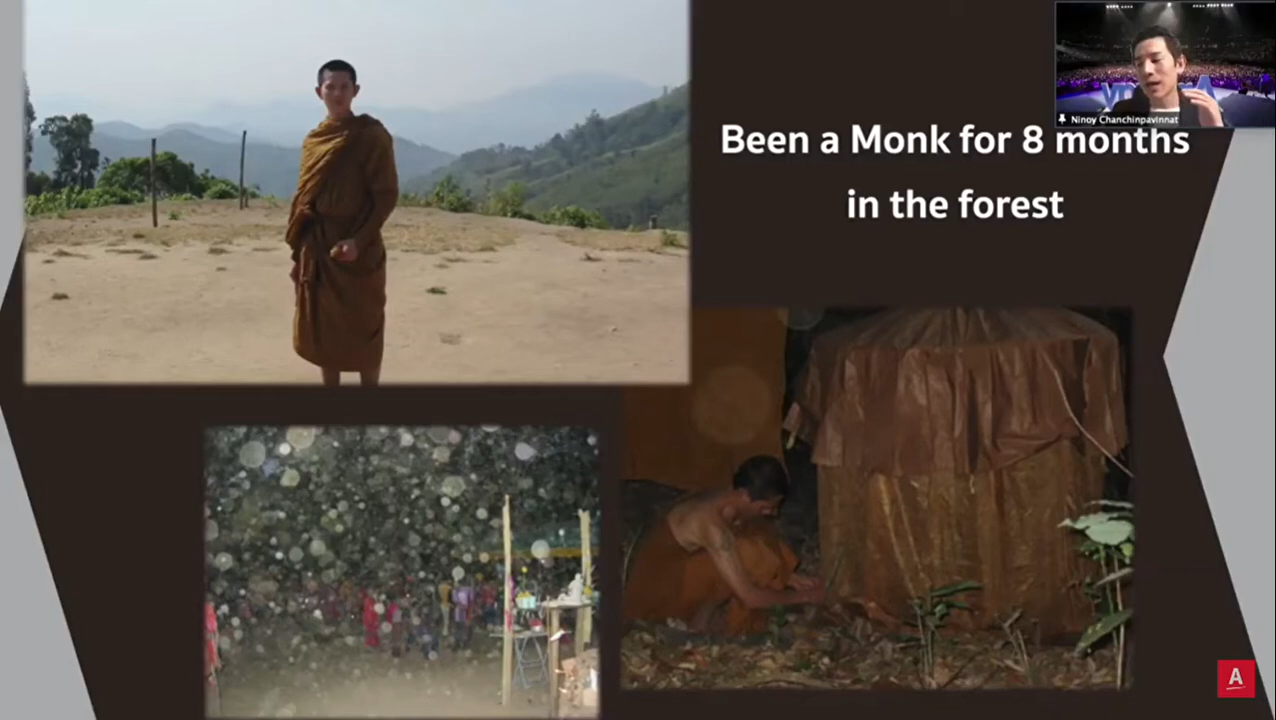 Ninoy Chanchinpavinnat
Been a Monk for 8 months
in the forest
A